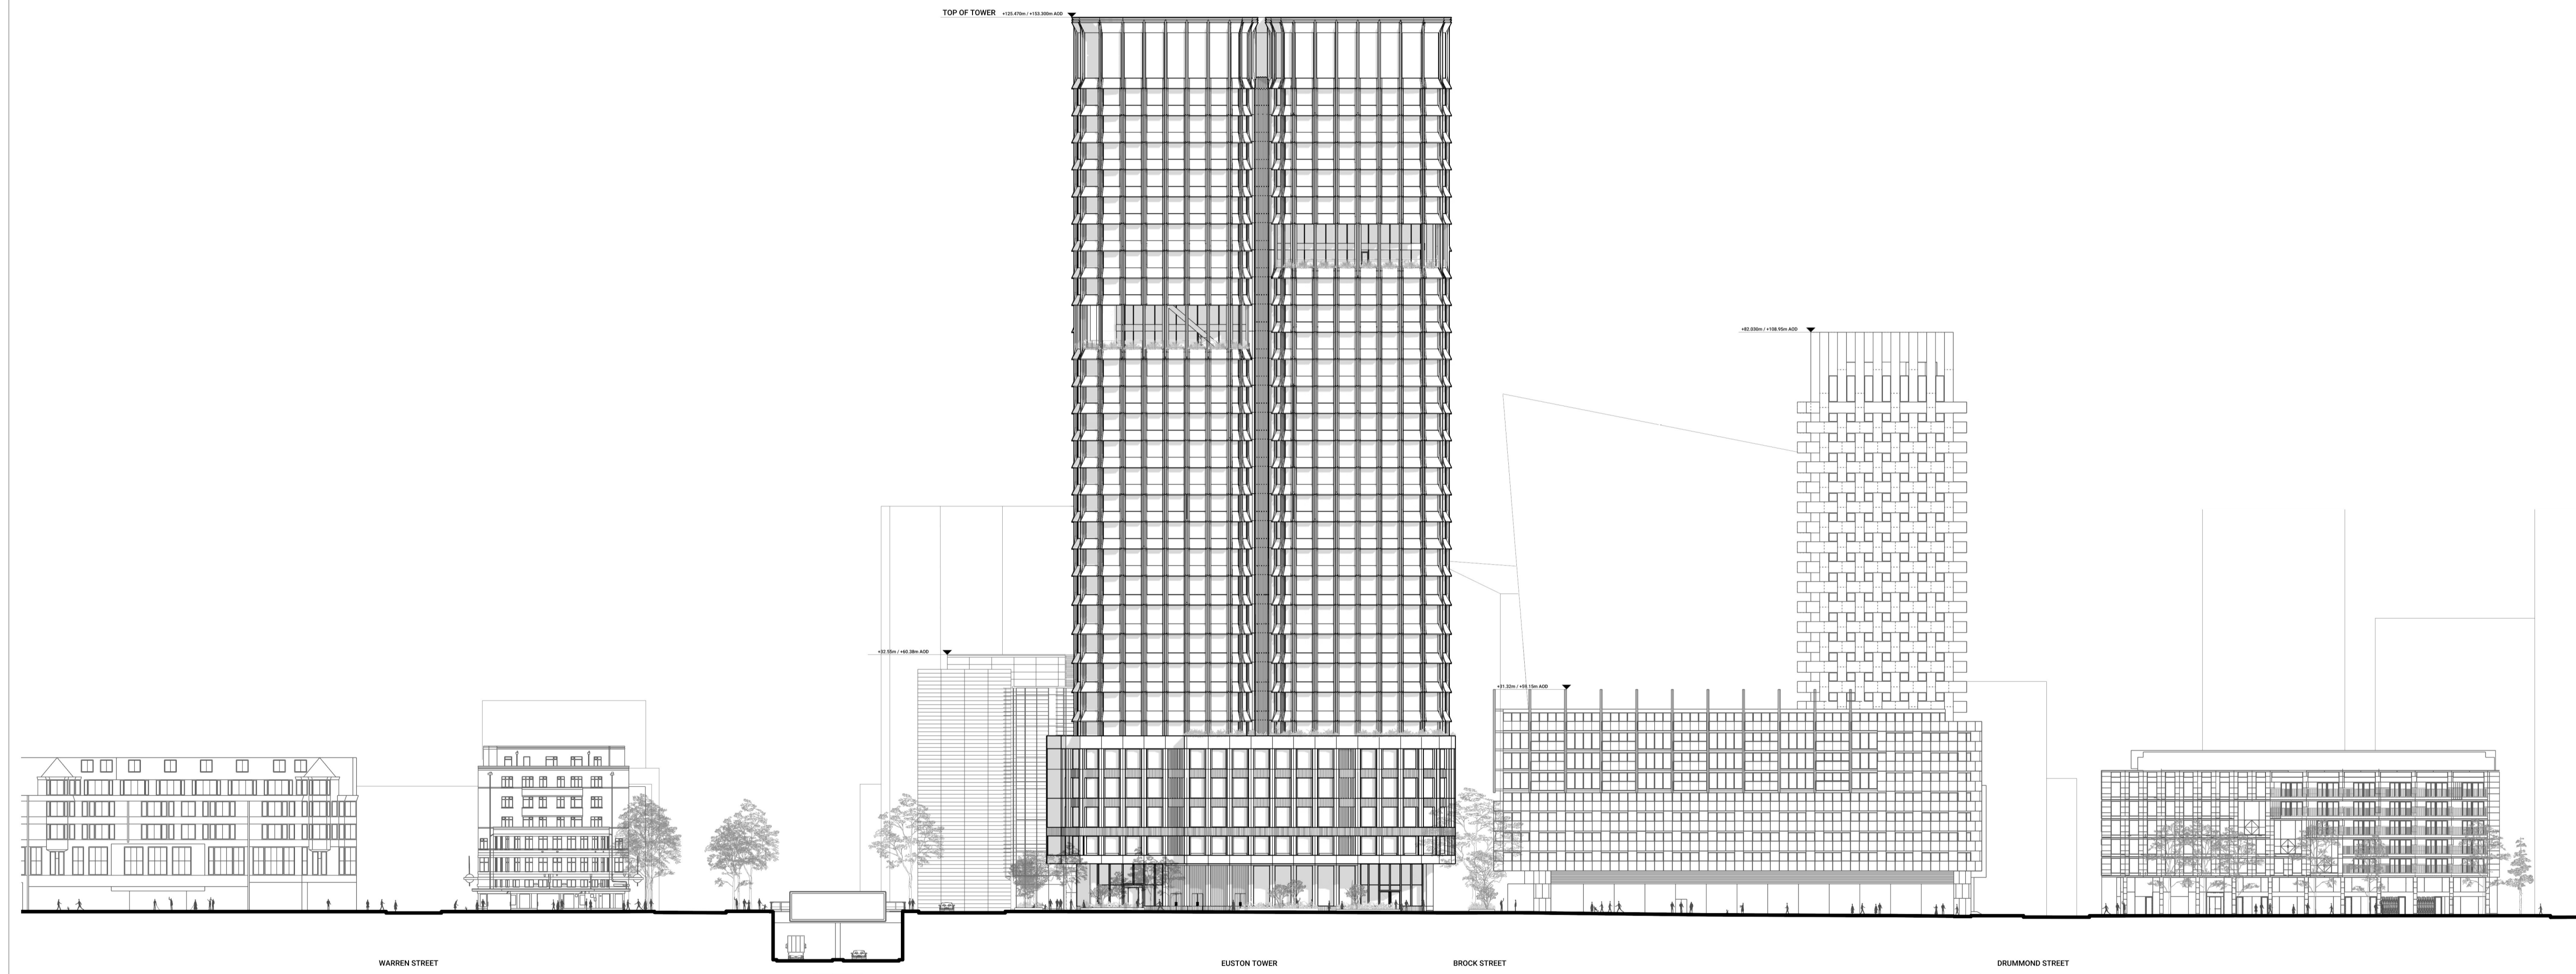 TOP OF TOWER +125.470m / +153.300m AOD
+82.030m / +108.95m AOD
+32.55m / +60.38m AOD
+31.32m / +59.15m AOD
WARREN STREET EUSTON TOWER BROCK STREET DRUMMOND STREET